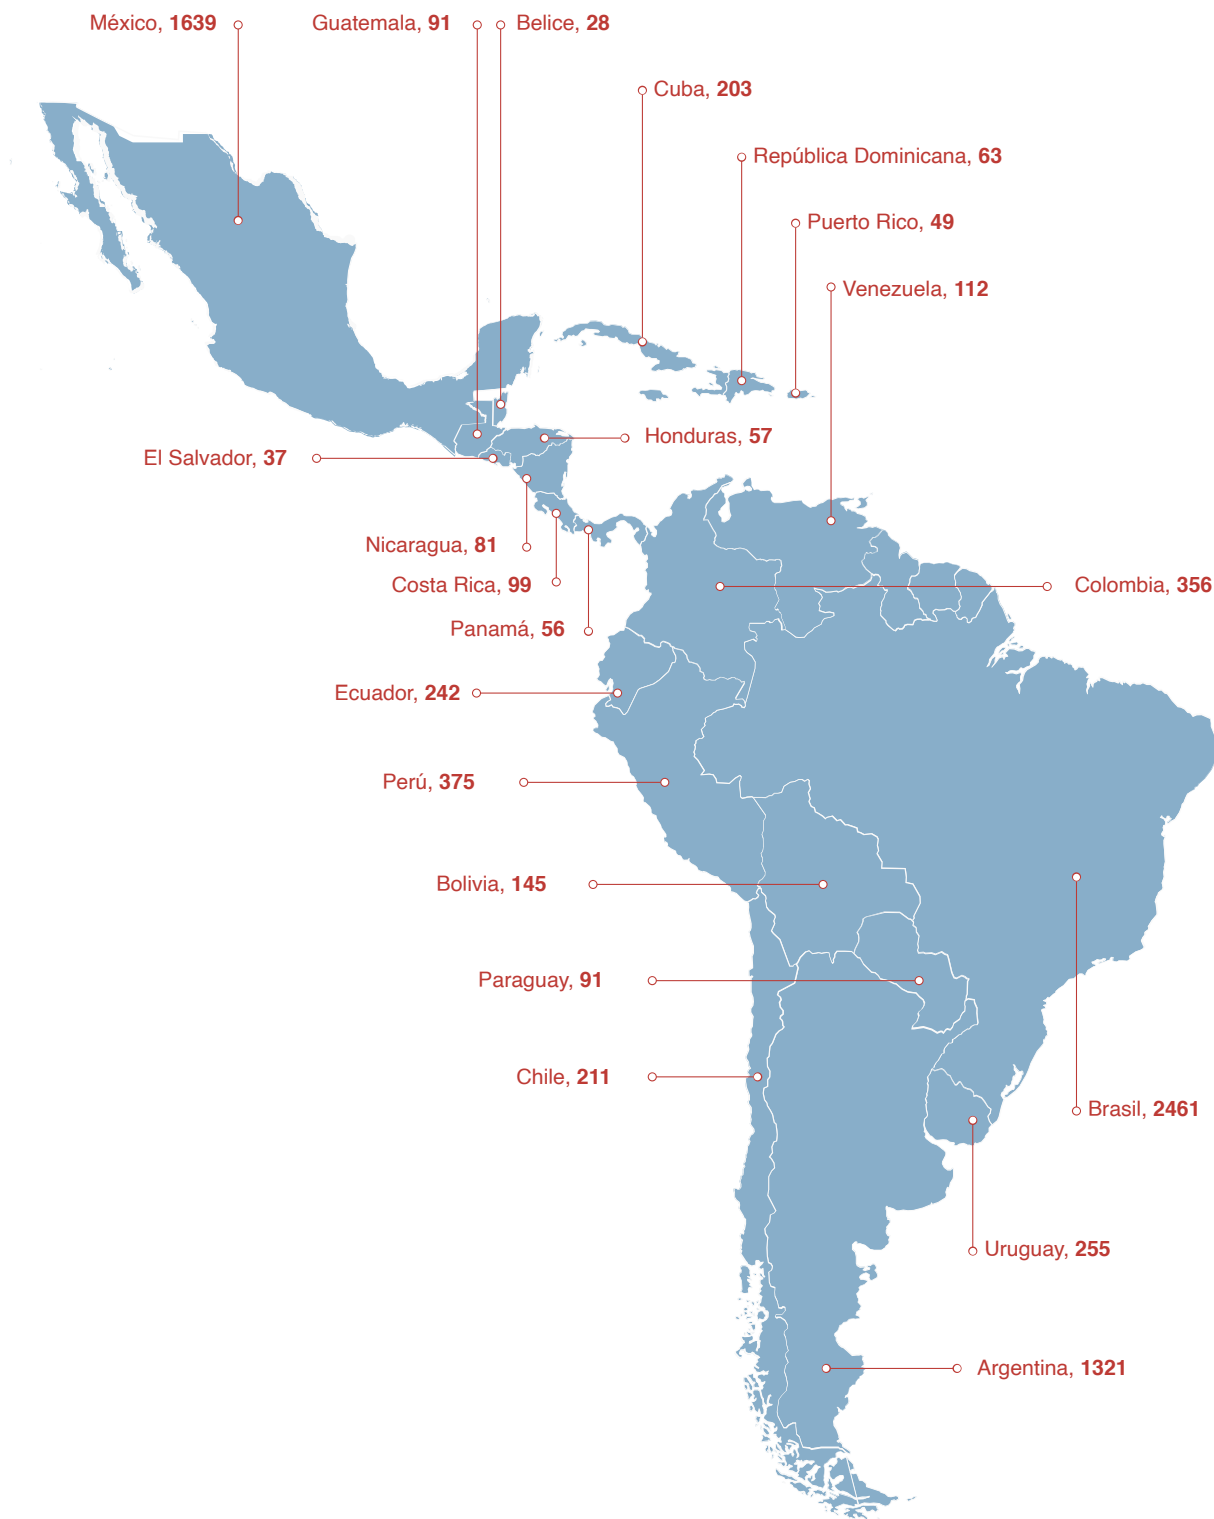 México, 1639
Guatemala, 91
Belice, 28
Cuba, 203
República Dominicana, 63
Puerto Rico, 49
Venezuela, 112
Honduras, 57
El Salvador, 37
Nicaragua, 81
Costa Rica, 99
Colombia, 356
Panamá, 56
Ecuador, 242
Perú, 375
Bolivia, 145
Paraguay, 91
Chile, 211
Brasil, 2461
Uruguay, 255
Argentina, 1321